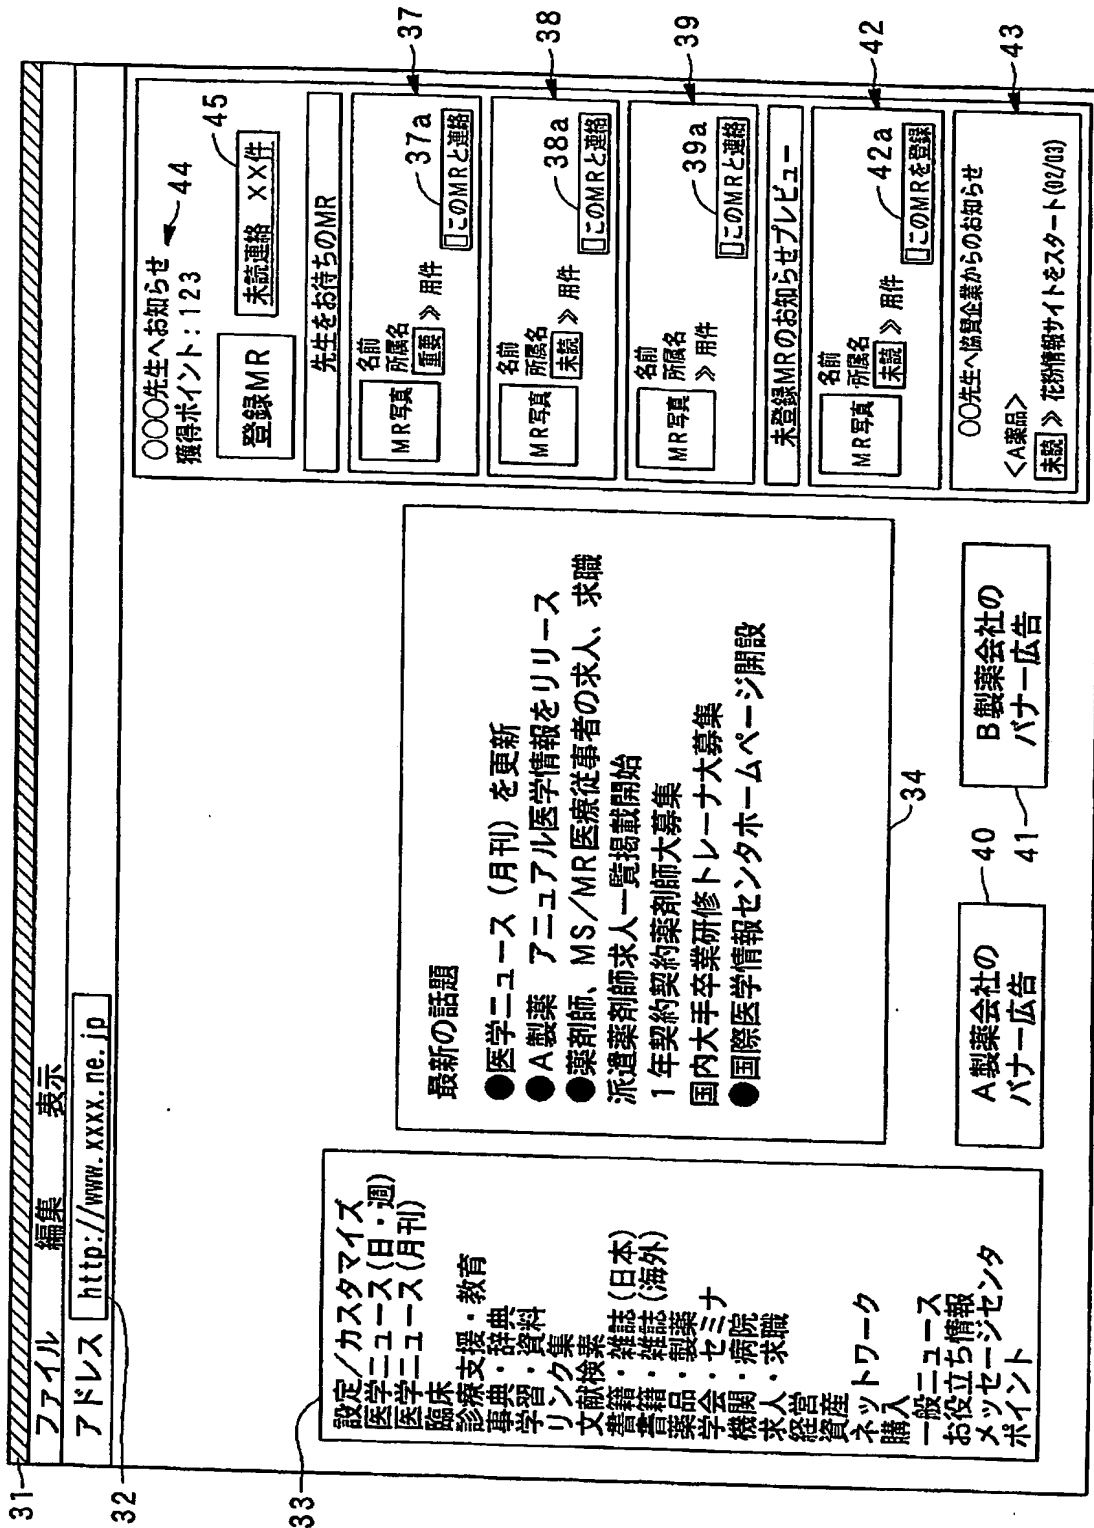 31
ファイル 編集 表示
アドレス http://www.xxxx.ne.jp
32
33
設定/カスタマイズ
医学ニュース(日・週)
医学ニュース(月刊)
臨床
診療支援・教育
事典・辞典
学習・資料
リンク集
文献検索
書籍・雑誌(日本)
書籍・雑誌(海外)
薬品・製薬
学会・セミナ
機関・病院
求人・求職
経営
資産
ネットワーク
購入
一般ニュース
お役立ち情報
メッセージセンタ
ポイント
最新の話題
●医学ニュース(月刊)を更新
●A製薬 アニュアル医学情報をリリース
●薬剤師、MS/MR医療従事者の求人、求職
派遣薬剤師求人一覧掲載開始
1年契約契約薬剤師大募集
国内大手卒業研修トレーナ大募集
●国際医学情報センタホームページ開設
34
A製薬会社の
バナー広告
40
B製薬会社の
バナー広告
41
〇〇〇先生へお知らせ
44
獲得ポイント:123
登録MR
未読連絡 ××件
45
先生をお待ちのMR
MR写真
名前
所属名
重要 ≫ 用件
37a
このMRと連絡
37
MR写真
名前
所属名
未読 ≫ 用件
38a
このMRと連絡
38
MR写真
名前
所属名
≫ 用件
39a
このMRと連絡
39
未登録MRのお知らせプレビュー
MR写真
名前
所属名
未読 ≫ 用件
42a
このMRを登録
42
〇〇先生へ協賛企業からのお知らせ
<A薬品>
未読 ≫ 花粉情報サイトをスタート(02/03)
43